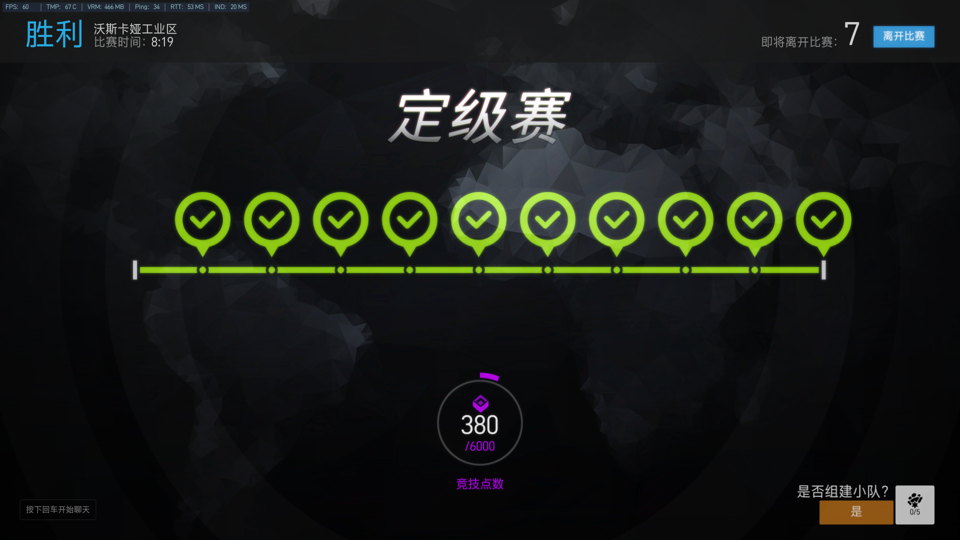 FPS: 60 | TMP: 67 C | VRM: 466 MB | Ping: 34 | RTT: 53 MS | IND: 20 MS
胜利
沃斯卡娅工业区
比赛时间: 8:19
即将离开比赛: 7
离开比赛
定级赛
380
/6000
竞技点数
按下回车开始聊天
是否组建小队?
是
0/5